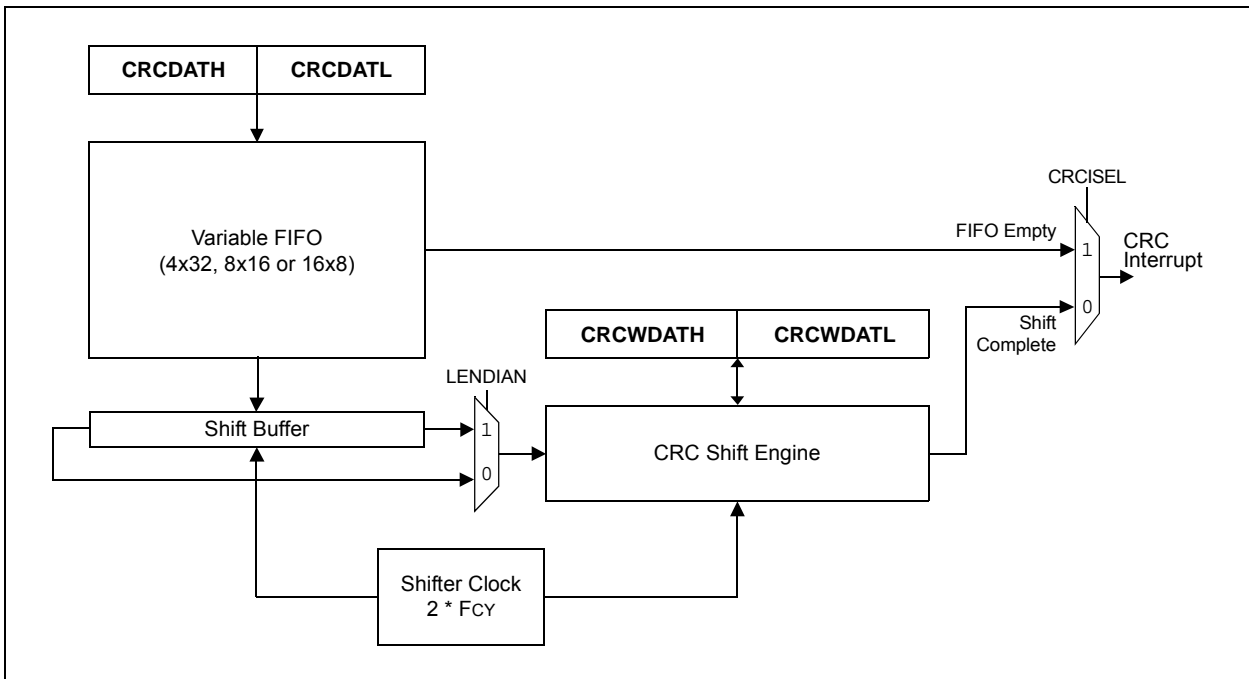 CRCDATH CRCDATL
Variable FIFO
(4x32, 8x16 or 16x8)
CRCISEL
FIFO Empty
1
CRC
Interrupt
0
Shift
Complete
CRCWDATH CRCWDATL
LENDIAN
Shift Buffer
1
0
CRC Shift Engine
Shifter Clock
2 * FCY